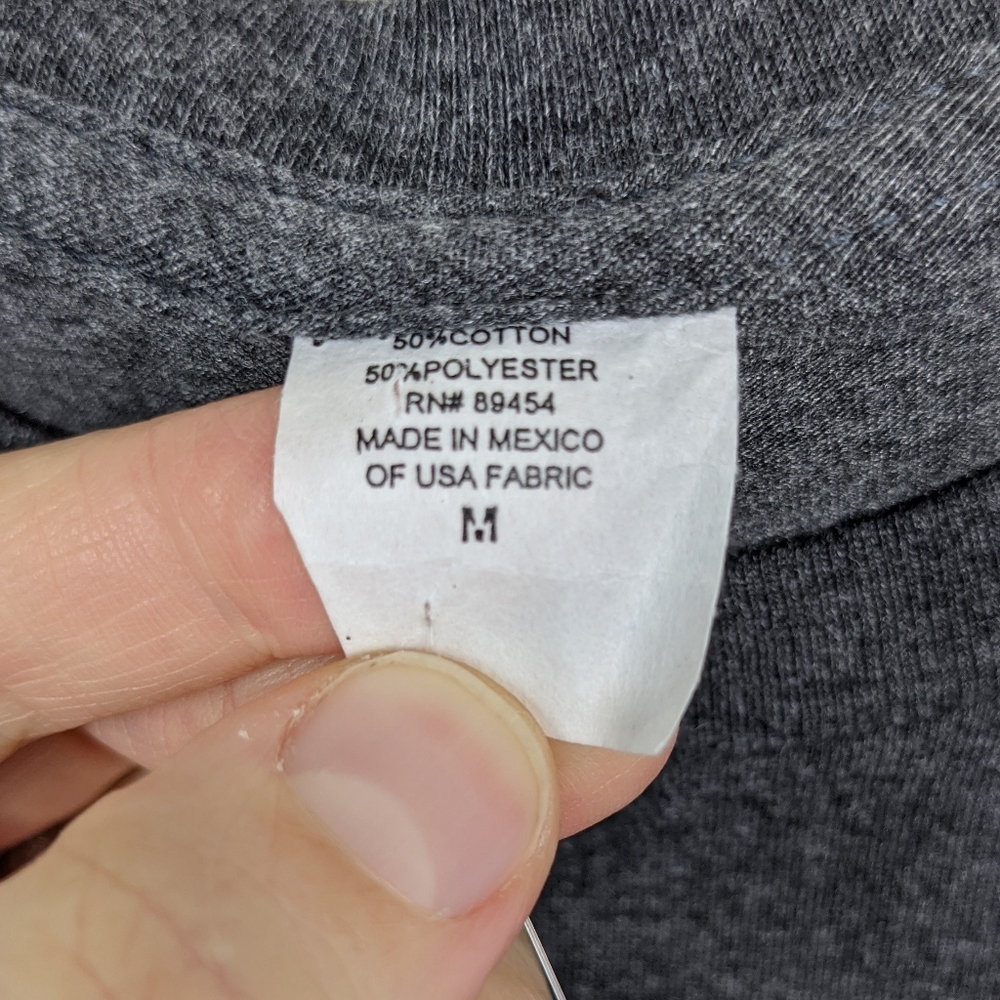 50%COTTON
50%POLYESTER
RN# 89454
MADE IN MEXICO
OF USA FABRIC
M